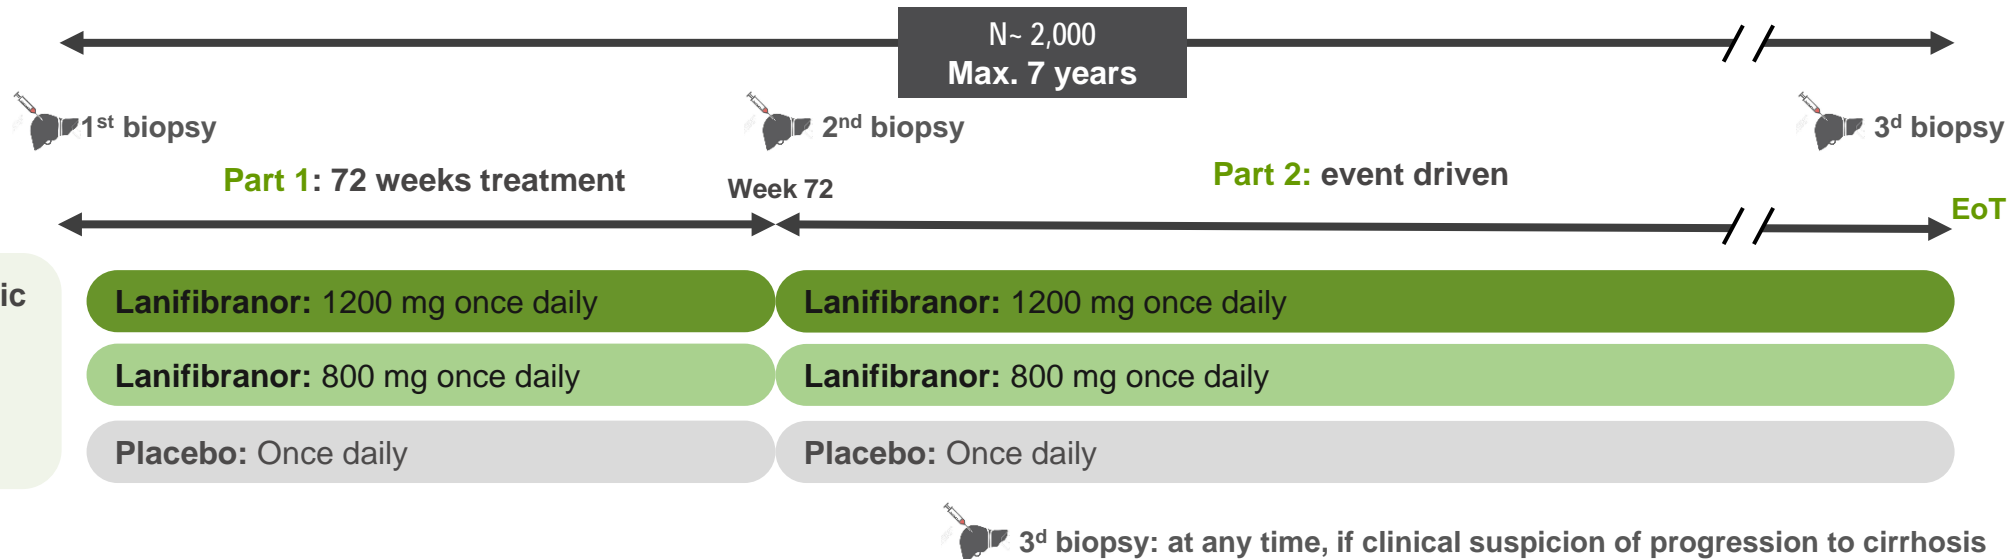 N~ 2,000
Max. 7 years
1st biopsy
2nd biopsy
3d biopsy
Part 1: 72 weeks treatment
Week 72
Part 2: event driven
EoT
ic
Lanifibranor: 1200 mg once daily
Lanifibranor: 1200 mg once daily
Lanifibranor: 800 mg once daily
Lanifibranor: 800 mg once daily
Placebo: Once daily
Placebo: Once daily
3d biopsy: at any time, if clinical suspicion of progression to cirrhosis